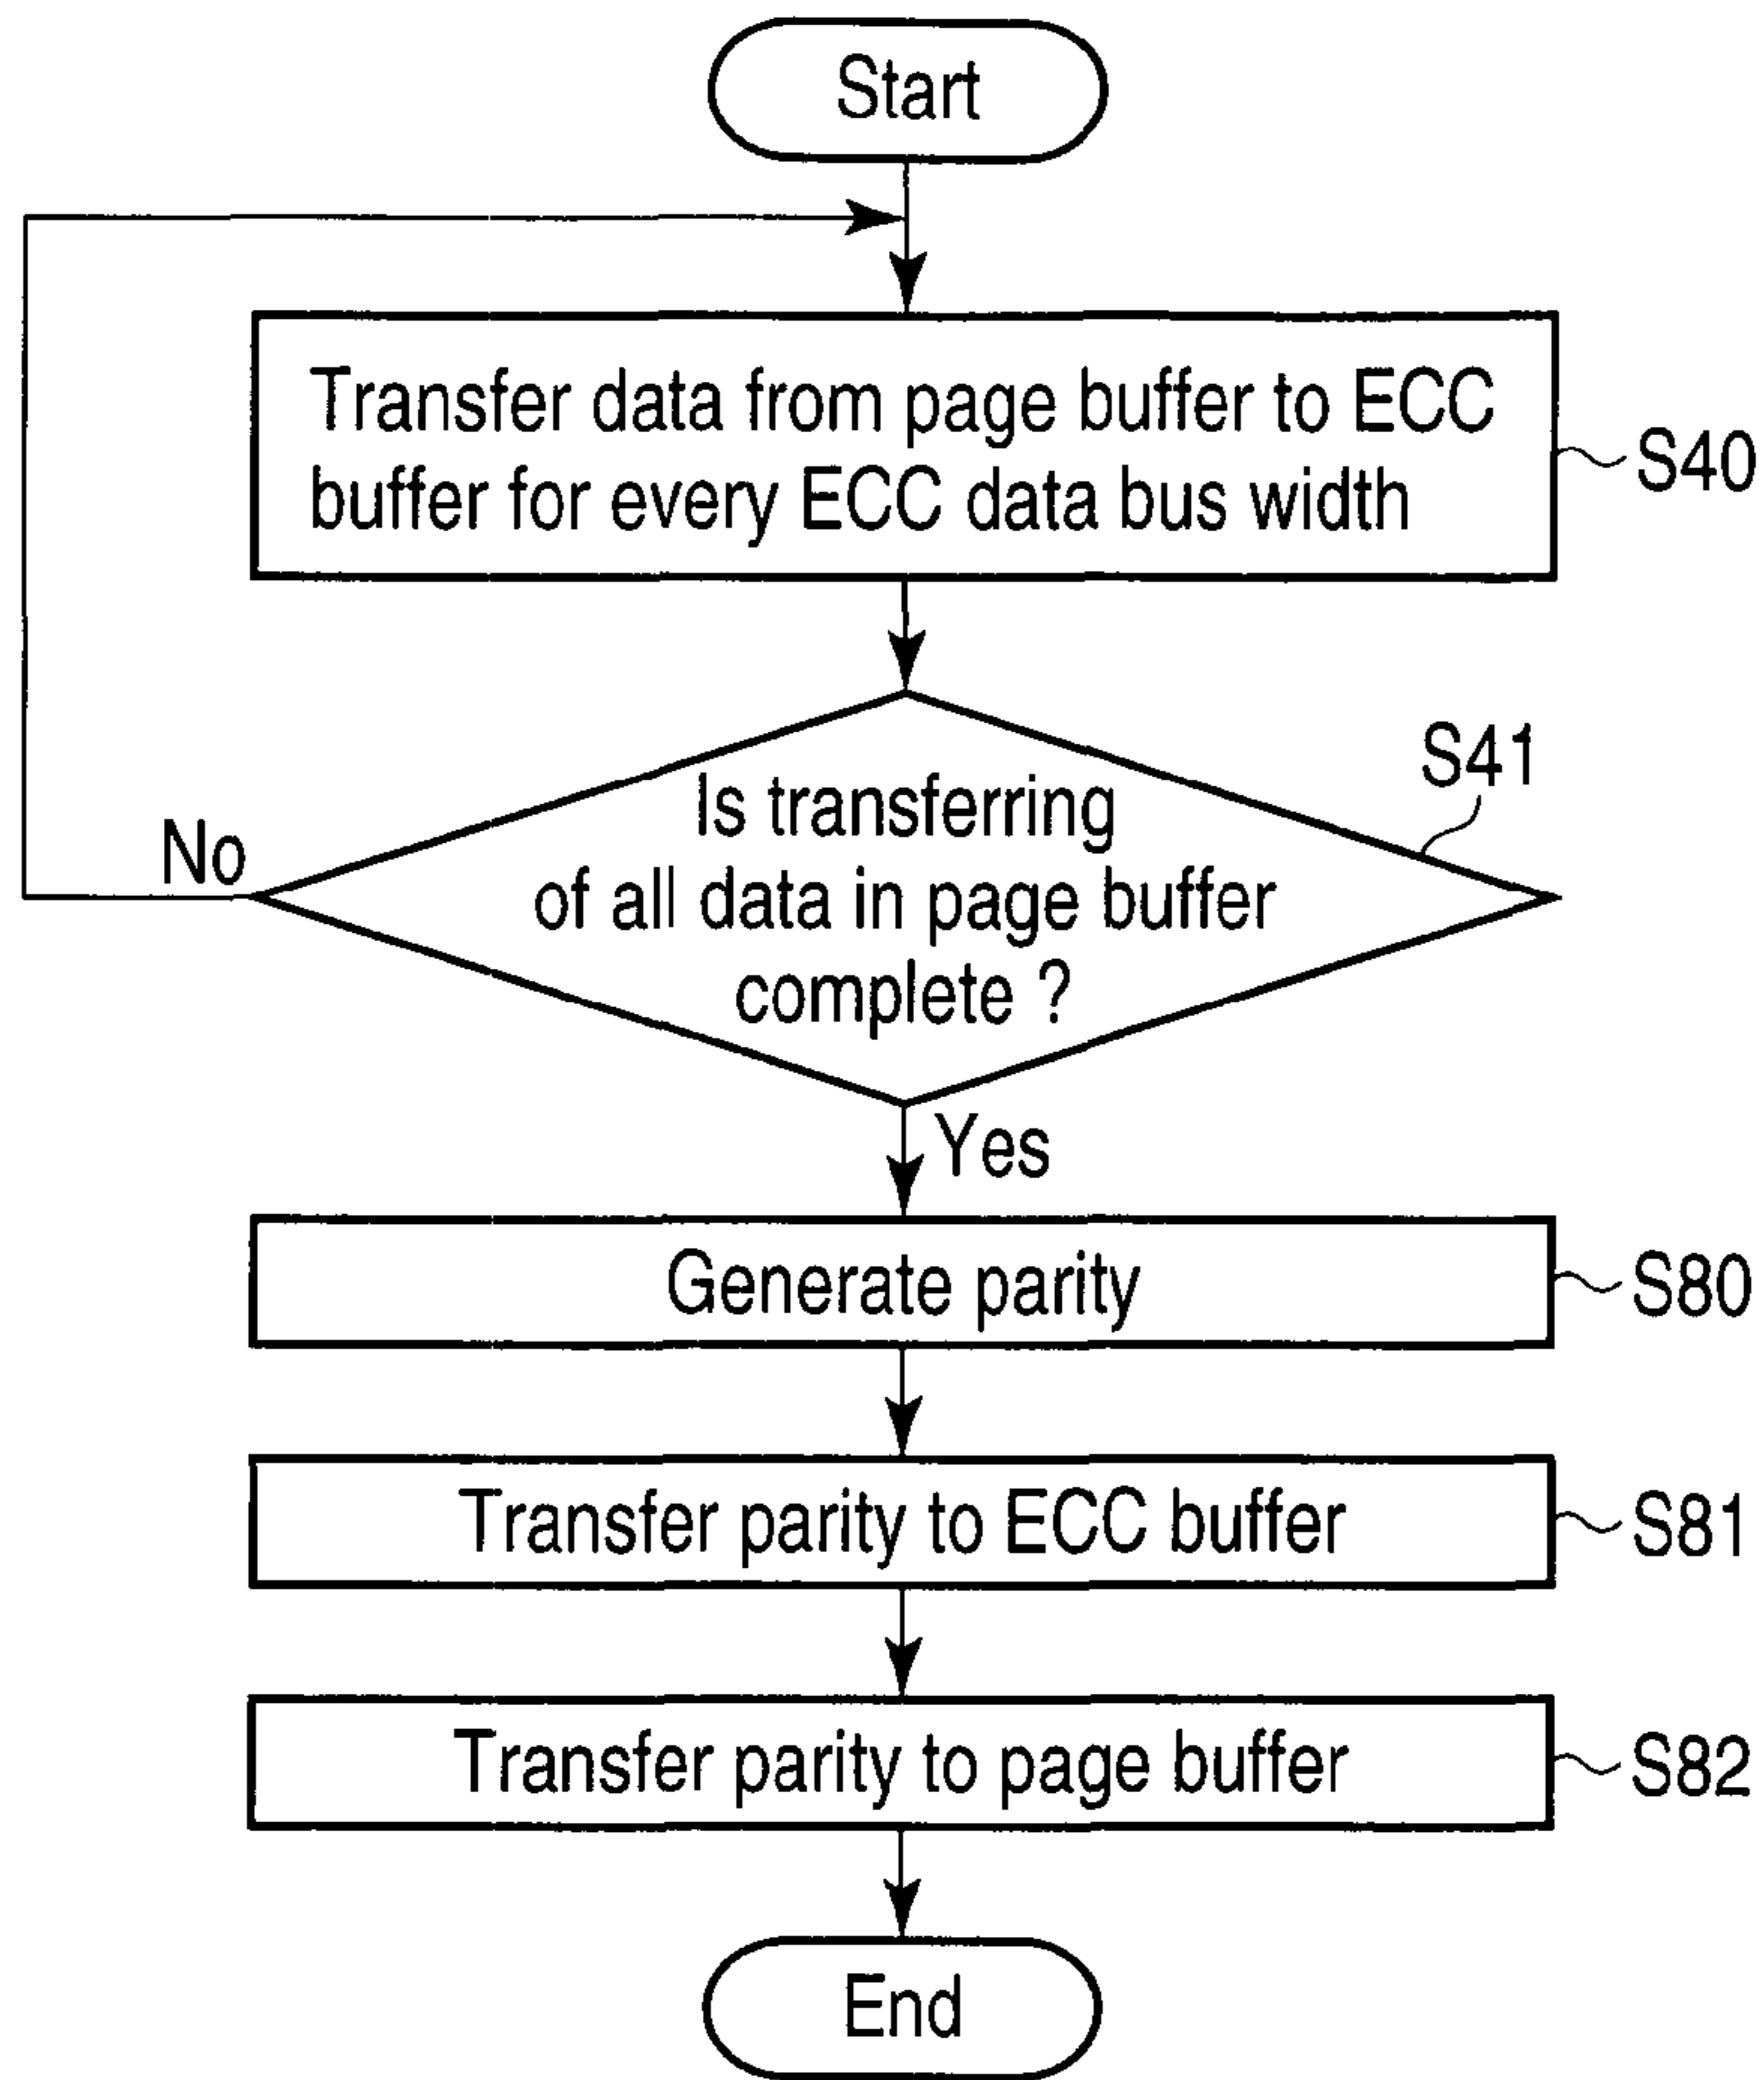 Start
Transfer data from page buffer to ECC
buffer for every ECC data bus width
S40
S41
Is transferring
of all data in page buffer
complete ?
No
Yes
Generate parity
S80
Transfer parity to ECC buffer
S81
Transfer parity to page buffer
S82
End